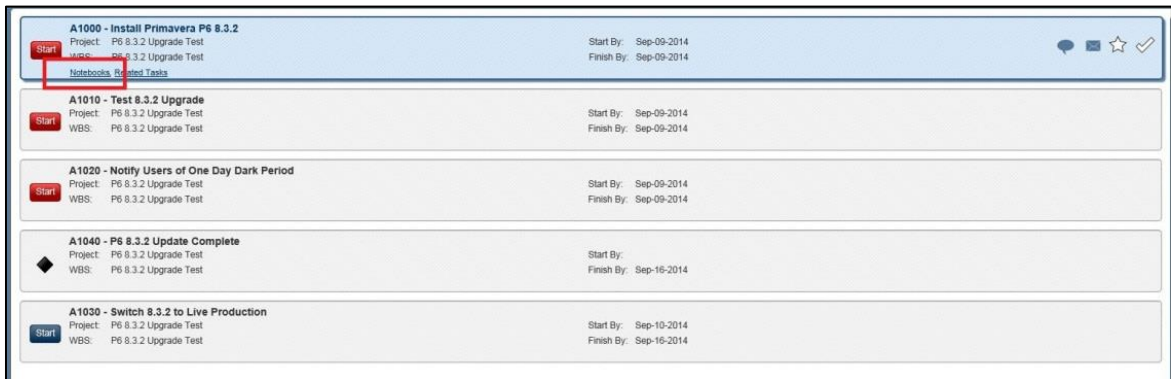 A1000 - Install Primavera P6 8.3.2
Start
Project: P6 8.3.2 Upgrade Test Start By: Sep-09-2014
WBS: P6 8.3.2 Upgrade Test Finish By: Sep-09-2014
Notebooks, Related Tasks
A1010 - Test 8.3.2 Upgrade
Start
Project: P6 8.3.2 Upgrade Test Start By: Sep-09-2014
WBS: P6 8.3.2 Upgrade Test Finish By: Sep-09-2014
A1020 - Notify Users of One Day Dark Period
Start
Project: P6 8.3.2 Upgrade Test Start By: Sep-09-2014
WBS: P6 8.3.2 Upgrade Test Finish By: Sep-09-2014
A1040 - P6 8.3.2 Update Complete
Project: P6 8.3.2 Upgrade Test Start By:
WBS: P6 8.3.2 Upgrade Test Finish By: Sep-16-2014
A1030 - Switch 8.3.2 to Live Production
Start
Project: P6 8.3.2 Upgrade Test Start By: Sep-10-2014
WBS: P6 8.3.2 Upgrade Test Finish By: Sep-16-2014